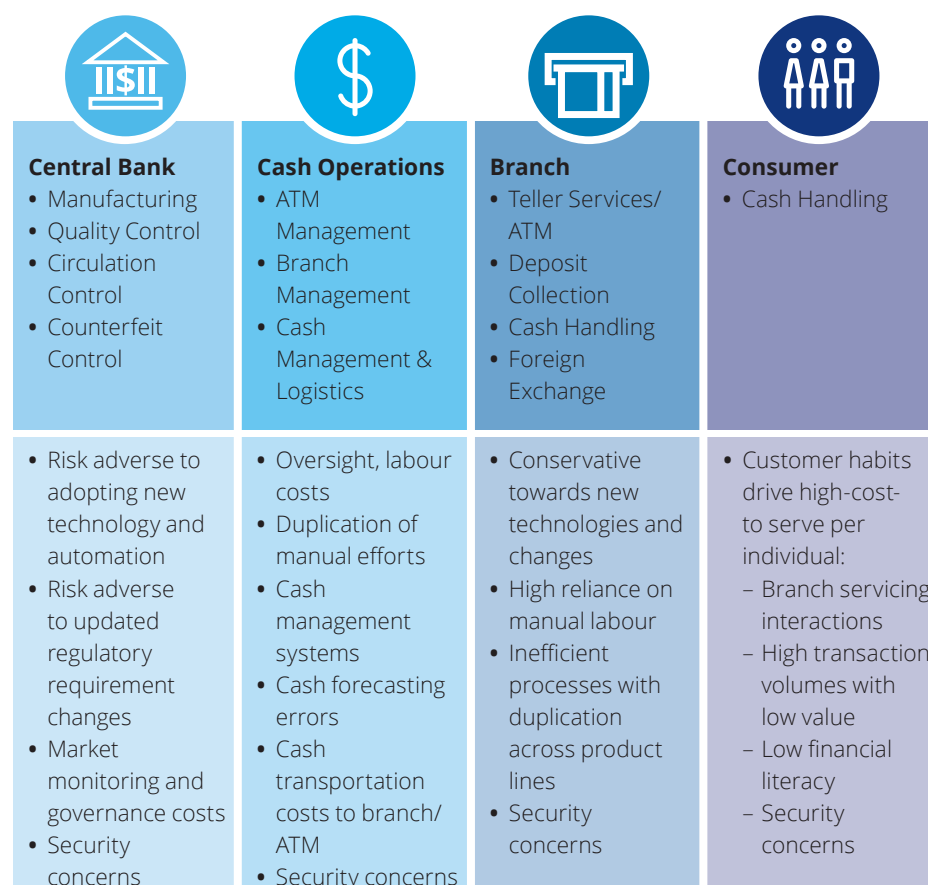 $
$
Central Bank
• Manufacturing
• Quality Control
• Circulation
Control
• Counterfeit
Control
Cash Operations
• ATM
Management
• Branch
Management
• Cash
Management &
Logistics
Branch
• Teller Services/
ATM
• Deposit
Collection
• Cash Handling
• Foreign
Exchange
Consumer
• Cash Handling
• Risk adverse to
adopting new
technology and
automation
• Risk adverse
to updated
regulatory
requirement
changes
• Market
monitoring and
governance costs
• Security
concerns
• Oversight, labour
costs
• Duplication of
manual efforts
• Cash
management
systems
• Cash forecasting
errors
• Cash
transportation
costs to branch/
ATM
• Security concerns
• Conservative
towards new
technologies and
changes
• High reliance on
manual labour
• Inefficient
processes with
duplication
across product
lines
• Security
concerns
• Customer habits
drive high-cost-
to serve per
individual:
– Branch servicing
interactions
– High transaction
volumes with
low value
– Low financial
literacy
– Security
concerns